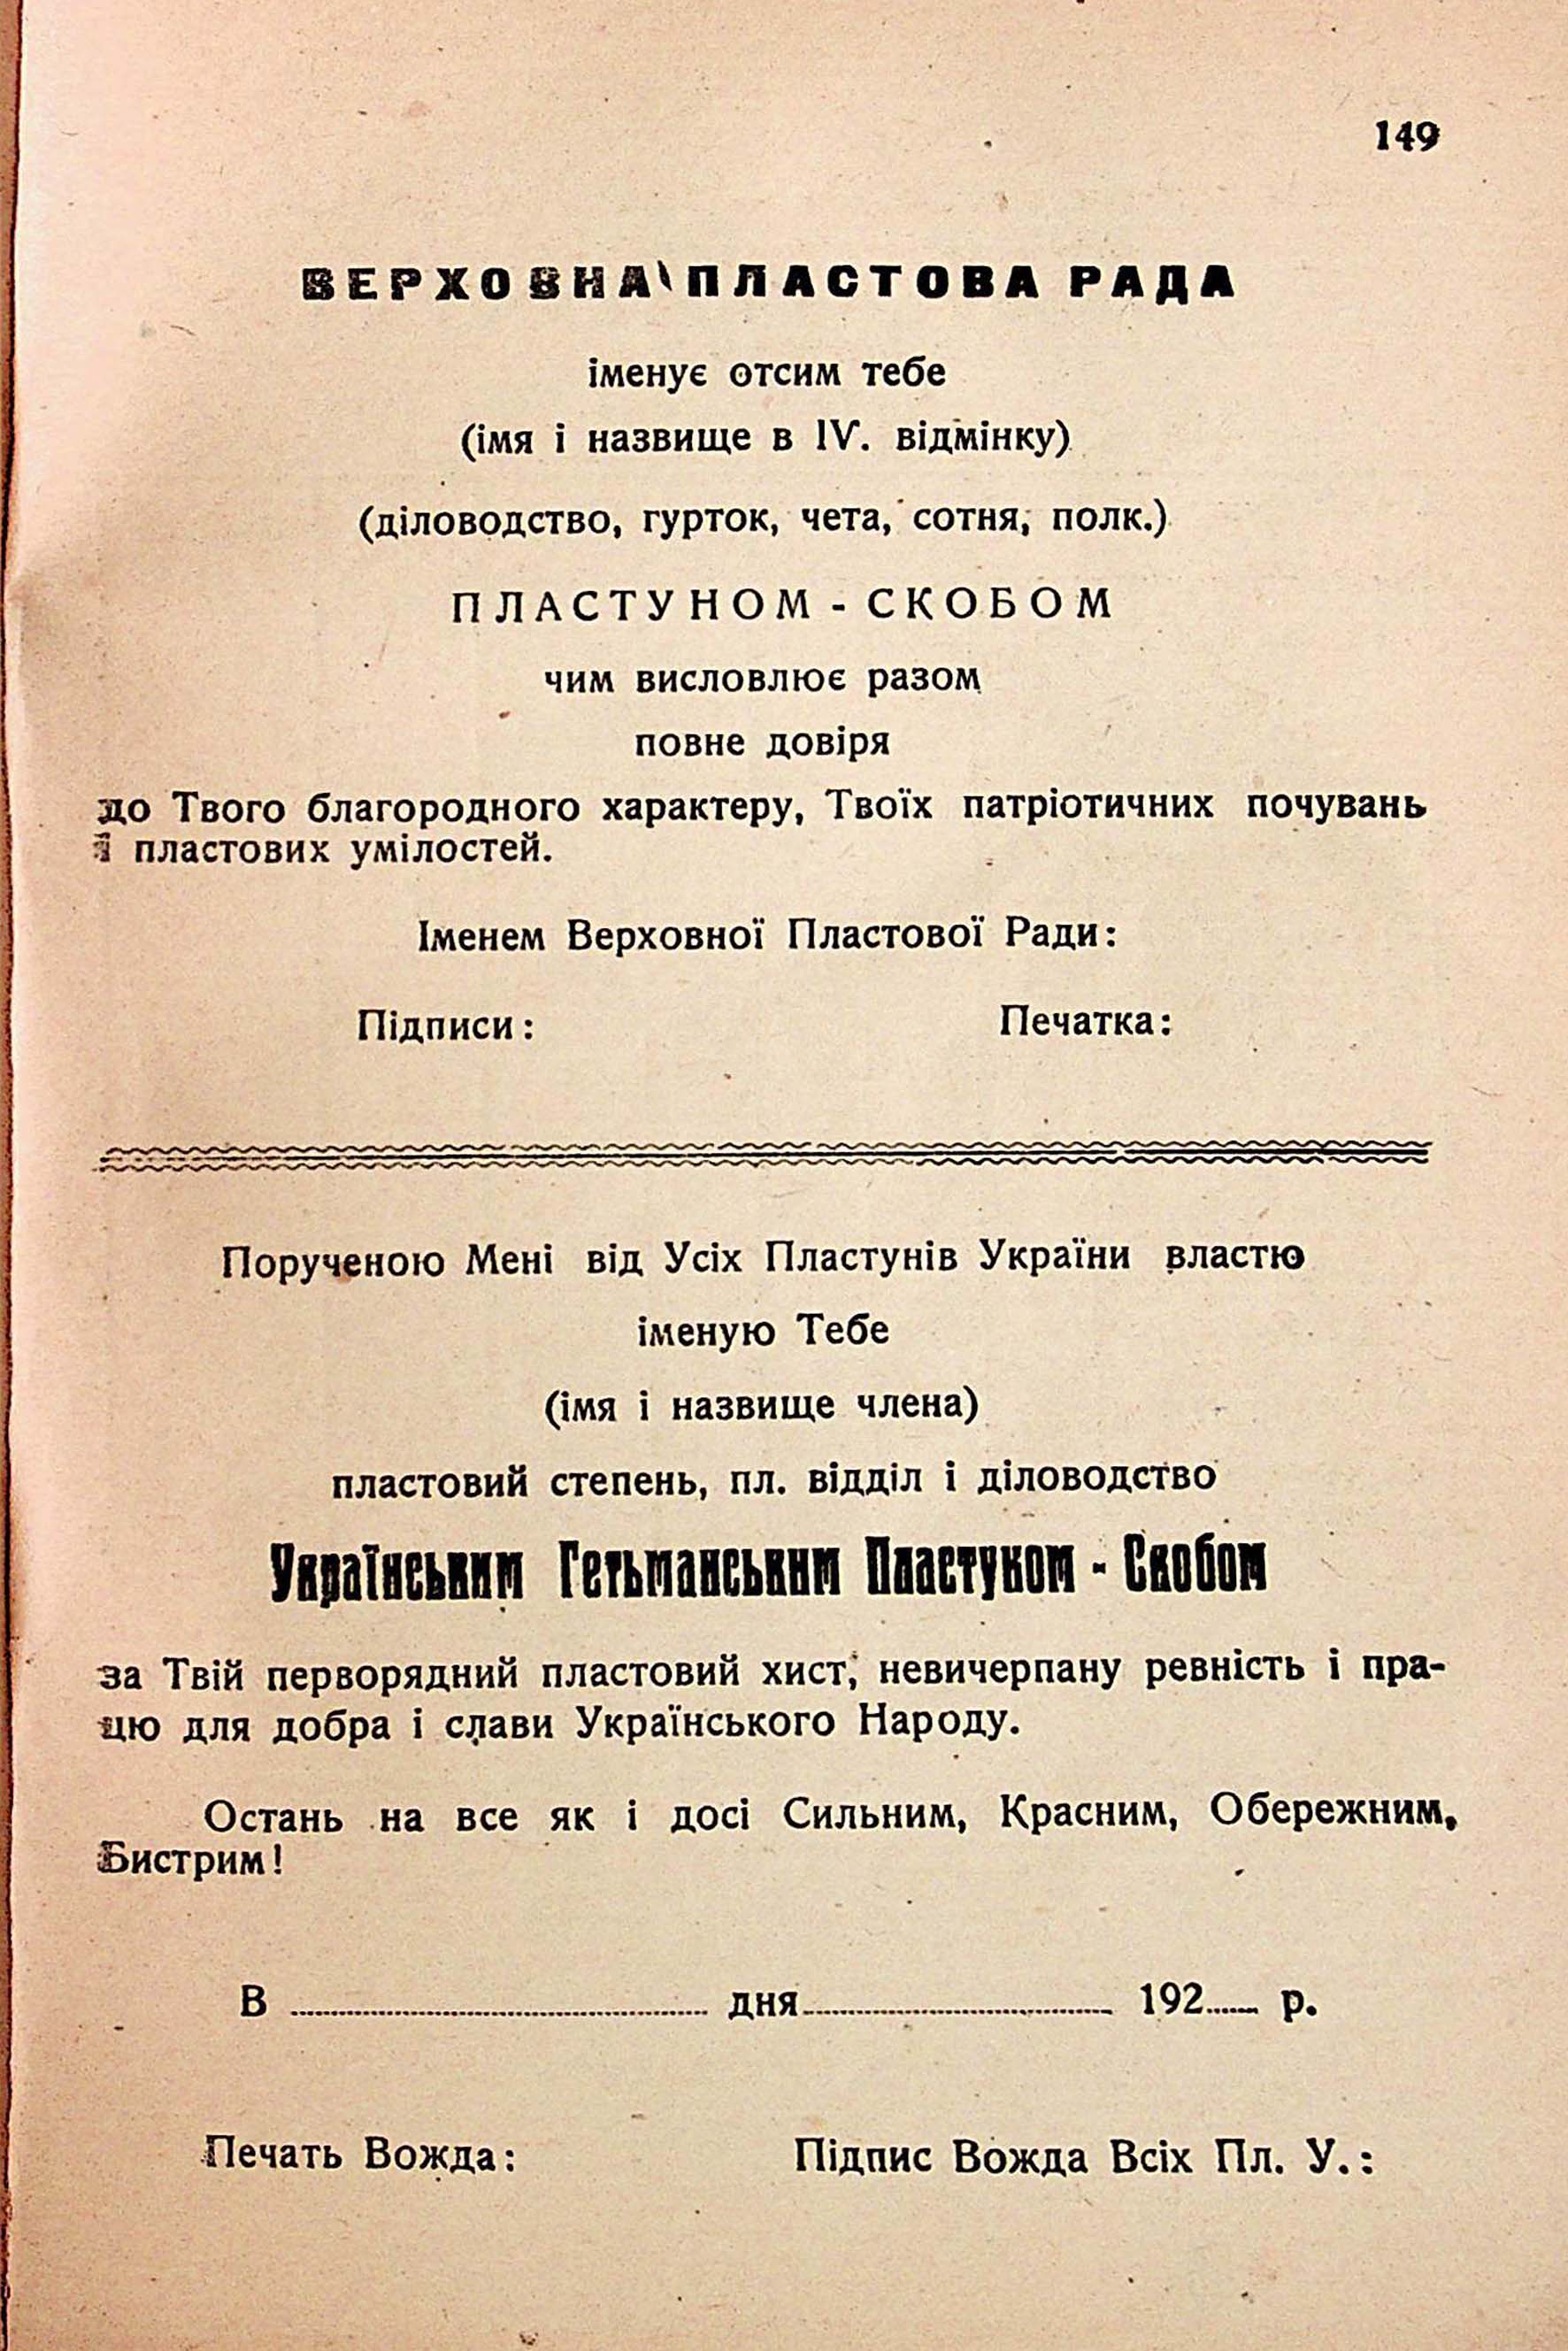 149
ВЕРХОВНА ПЛАСТОВА РАДА
іменує отсим тебе
(імя і назвище в IV. відмінку)
(діловодство, гурток, чета, сотня, полк.)
ПЛАСТУНОМ - СКОБОМ
чим висловлює разом
повне довіря
до Твого благородного характеру, Твоїх патріотичних почувань
і пластових умілостей.
Іменем Верховної Пластової Ради:
Підписи: Печатка:
Порученою Мені від Усіх Пластунів України властю
іменую Тебе
(імя і назвище члена)
пластовий степень, пл. відділ і діловодство
Українським Гетьманським Пластуном - Скобом
за Твій перворядний пластовий хист, невичерпану ревність і пра-
цю для добра і слави Українського Народу.
Остань на все як і досі Сильним, Красним, Обережним,
Бистрим!
В ........................ дня........................ 192...... р.
Печать Вожда: Підпис Вожда Всіх Пл. У.: